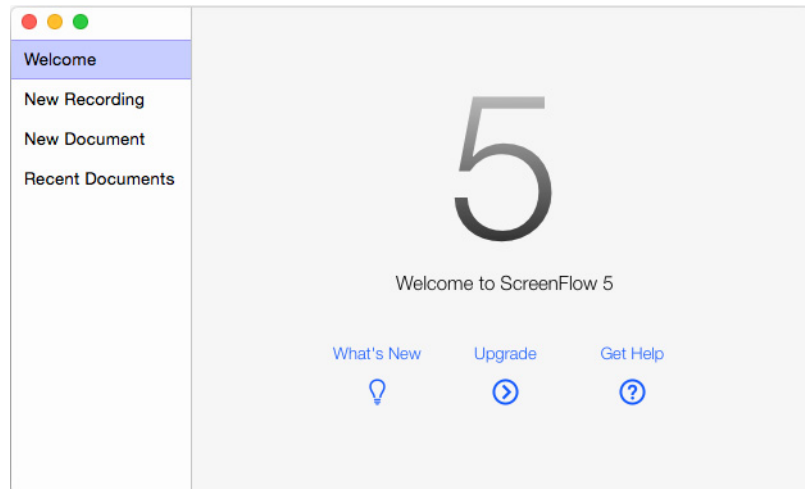 Welcome
New Recording
New Document
Recent Documents
5
Welcome to ScreenFlow 5
What's New
Upgrade
Get Help